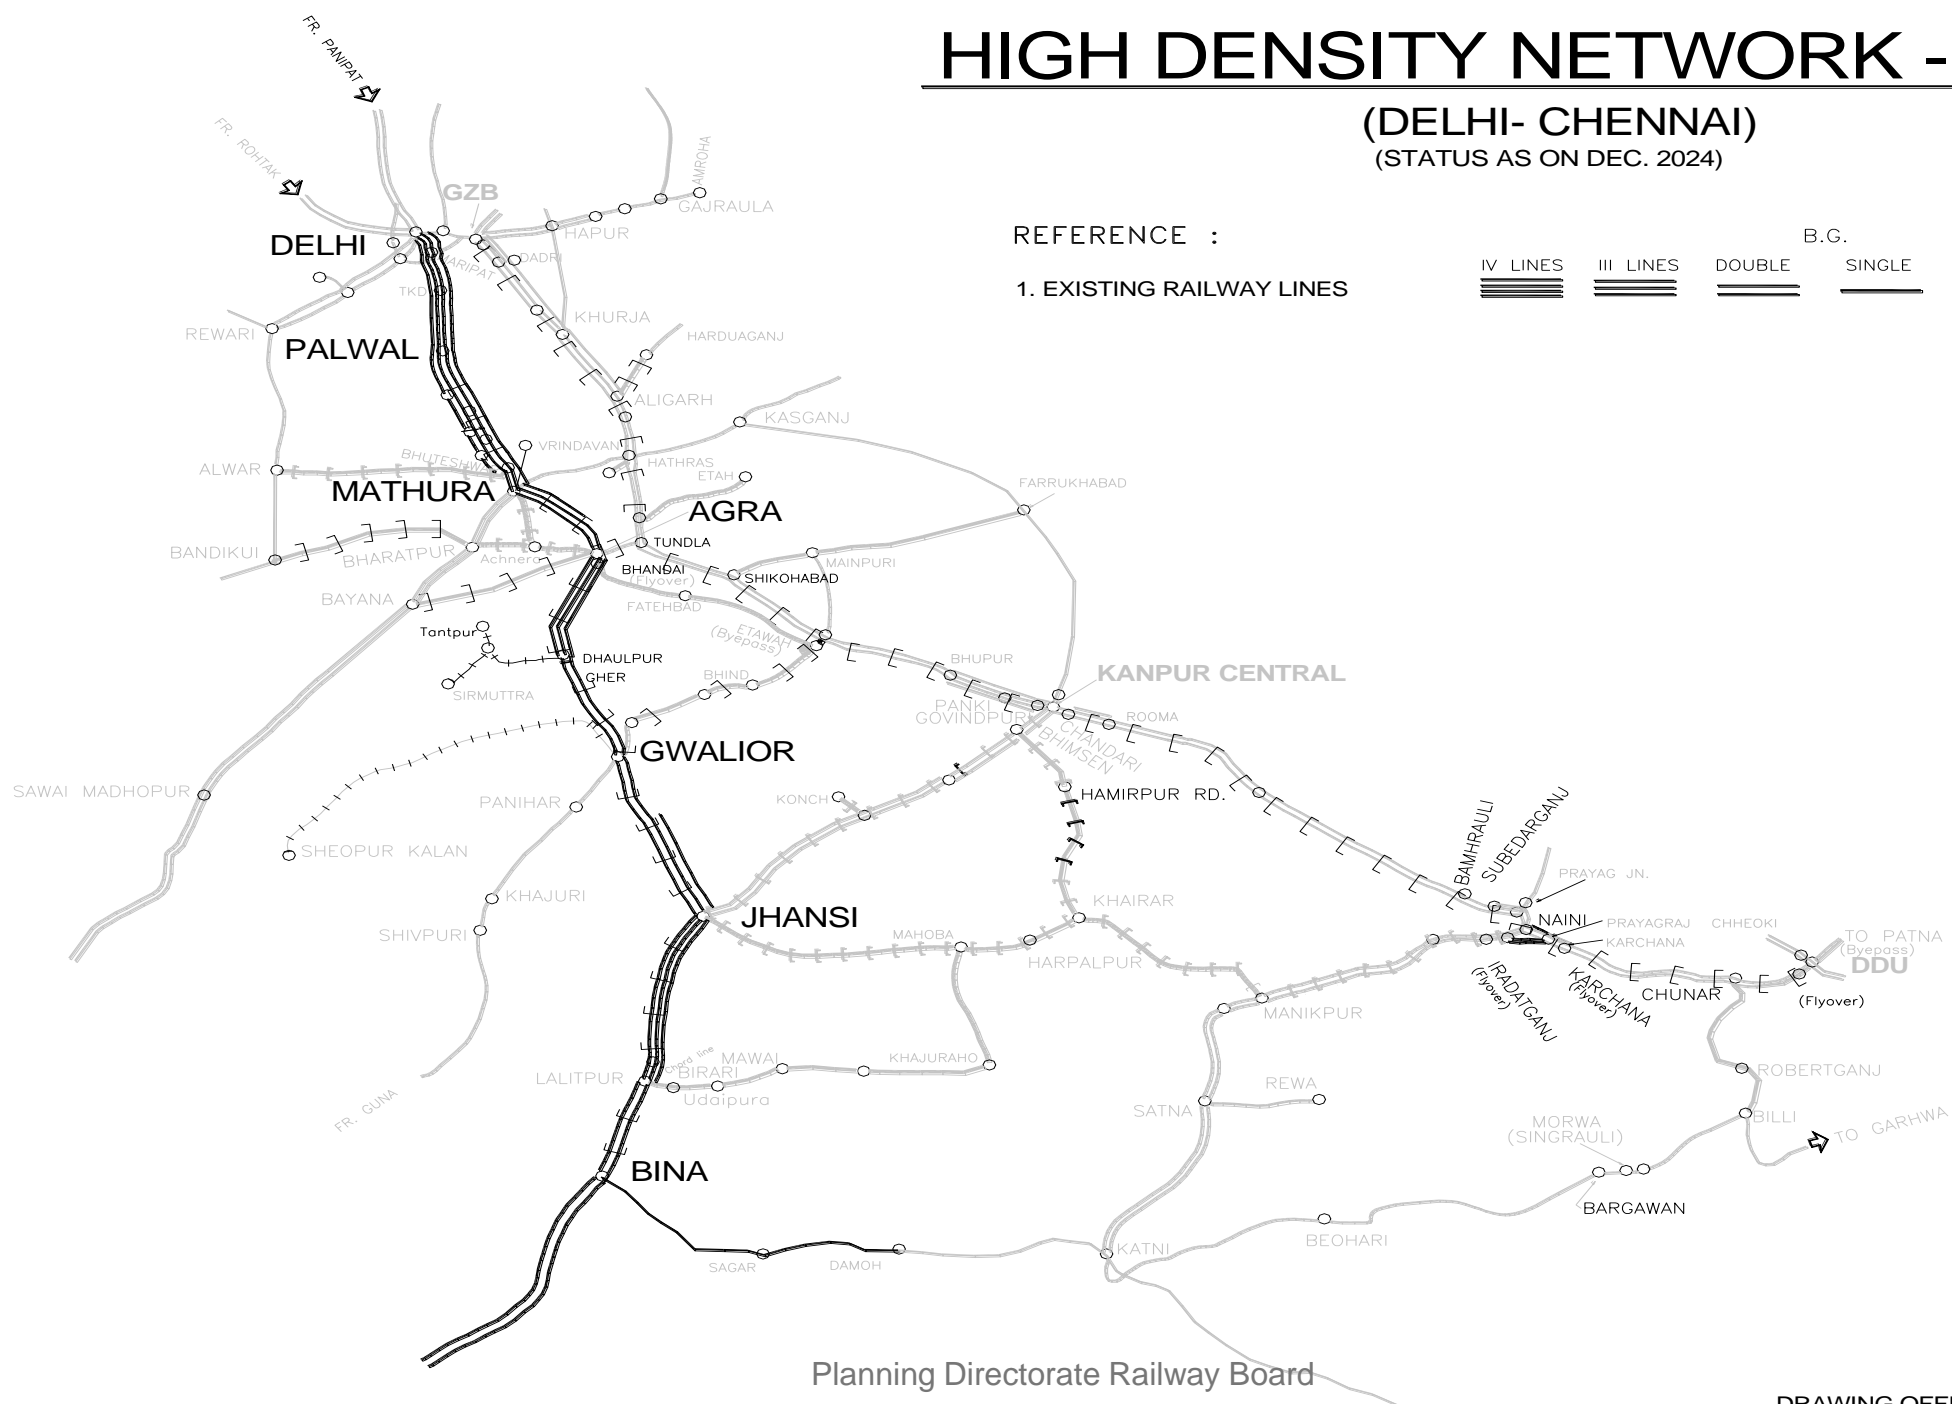 HIGH DENSITY NETWORK -
(DELHI- CHENNAI)
(STATUS AS ON DEC. 2024)
REFERENCE :
B.G.
IV LINES
III LINES
DOUBLE
SINGLE
1. EXISTING RAILWAY LINES
FR. PANIPAT
FR. ROHTAK
GZB
AMROHA
GAJRAULA
HAPUR
DELHI
DADRI
MARIPAT
TKD
REWARI
PALWAL
KHURJA
HARDUAGANJ
ALIGARH
KASGANJ
VRINDAVAN
ALWAR
HATHRAS
ETAH
MATHURA
FARRUKHABAD
AGRA
TUNDLA
BANDIKUI
BHARATPUR
Achnera
BHANDAI
(Flyover)
MAINPURI
SHIKOHABAD
BAYANA
FATEHBAD
Tantpur
ETAWAH
(Byepass)
DHAULPUR
GHER
BHUPUR
KANPUR CENTRAL
SIRMUTTRA
BHIND
PANKI
GOVINDPURI
ROOMA
CHANDARI
BHIMSEN
GWALIOR
SAWAI MADHOPUR
PANIHAR
KONCH
HAMIRPUR RD.
BAMHRAULI
SUBEDARGANJ
SHEOPUR KALAN
PRAYAG JN.
KHAJURI
JHANSI
KHAIRAR
NAINI
PRAYAGRAJ CHHEOKI
SHIVPURI
MAHOBA
HARPALPUR
KARCHANA
TO PATNA
(Byepass)
DDU
IRADATGANJ
(Flyover)
KARCHANA
(Flyover)
CHUNAR
(Flyover)
MANIKPUR
Chord line
MAWAI
KHAJURAHO
LALITPUR
BIRARI
Udaipura
REWA
ROBERTGANJ
FR. GUNA
SATNA
MORWA
(SINGRAULI)
BILLI
TO GARHWA
BINA
BARGAWAN
BEOHARI
KATNI
SAGAR
DAMOH
Planning Directorate Railway Board